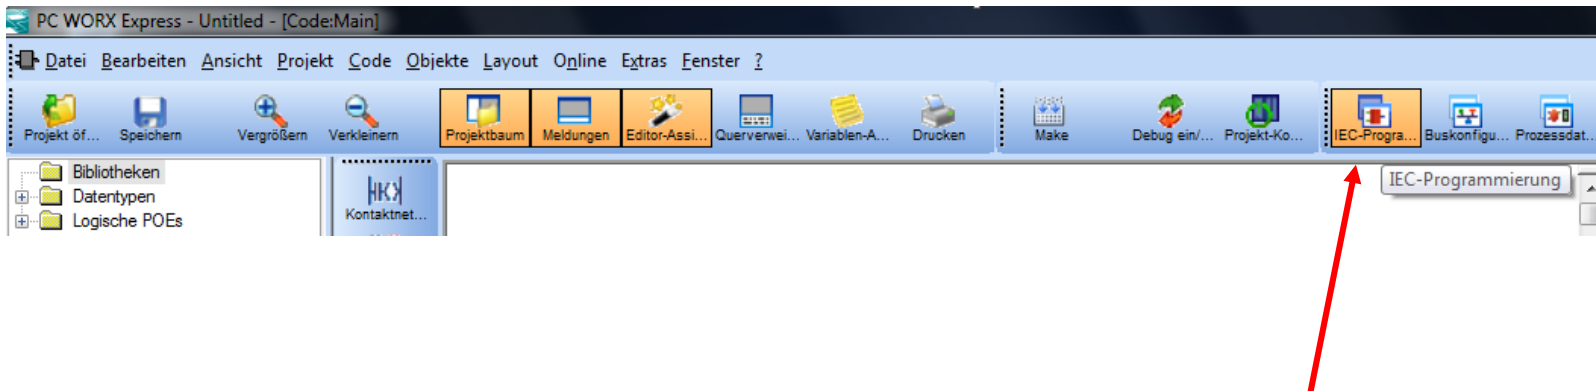 PC WORX Express - Untitled - [Code:Main]
Datei Bearbeiten Ansicht Projekt Code Objekte Layout Online Extras Fenster ?
Projekt öf... Speichern Vergrößern Verkleinern Projektbaum Meldungen Editor-Assi... Querverwei... Variablen-A... Drucken Make Debug ein/... Projekt-Ko... IEC-Progra... Buskonfigu... Prozessdat...
Bibliotheken
Datentypen
Logische POEs
Kontaktnet...
IEC-Programmierung